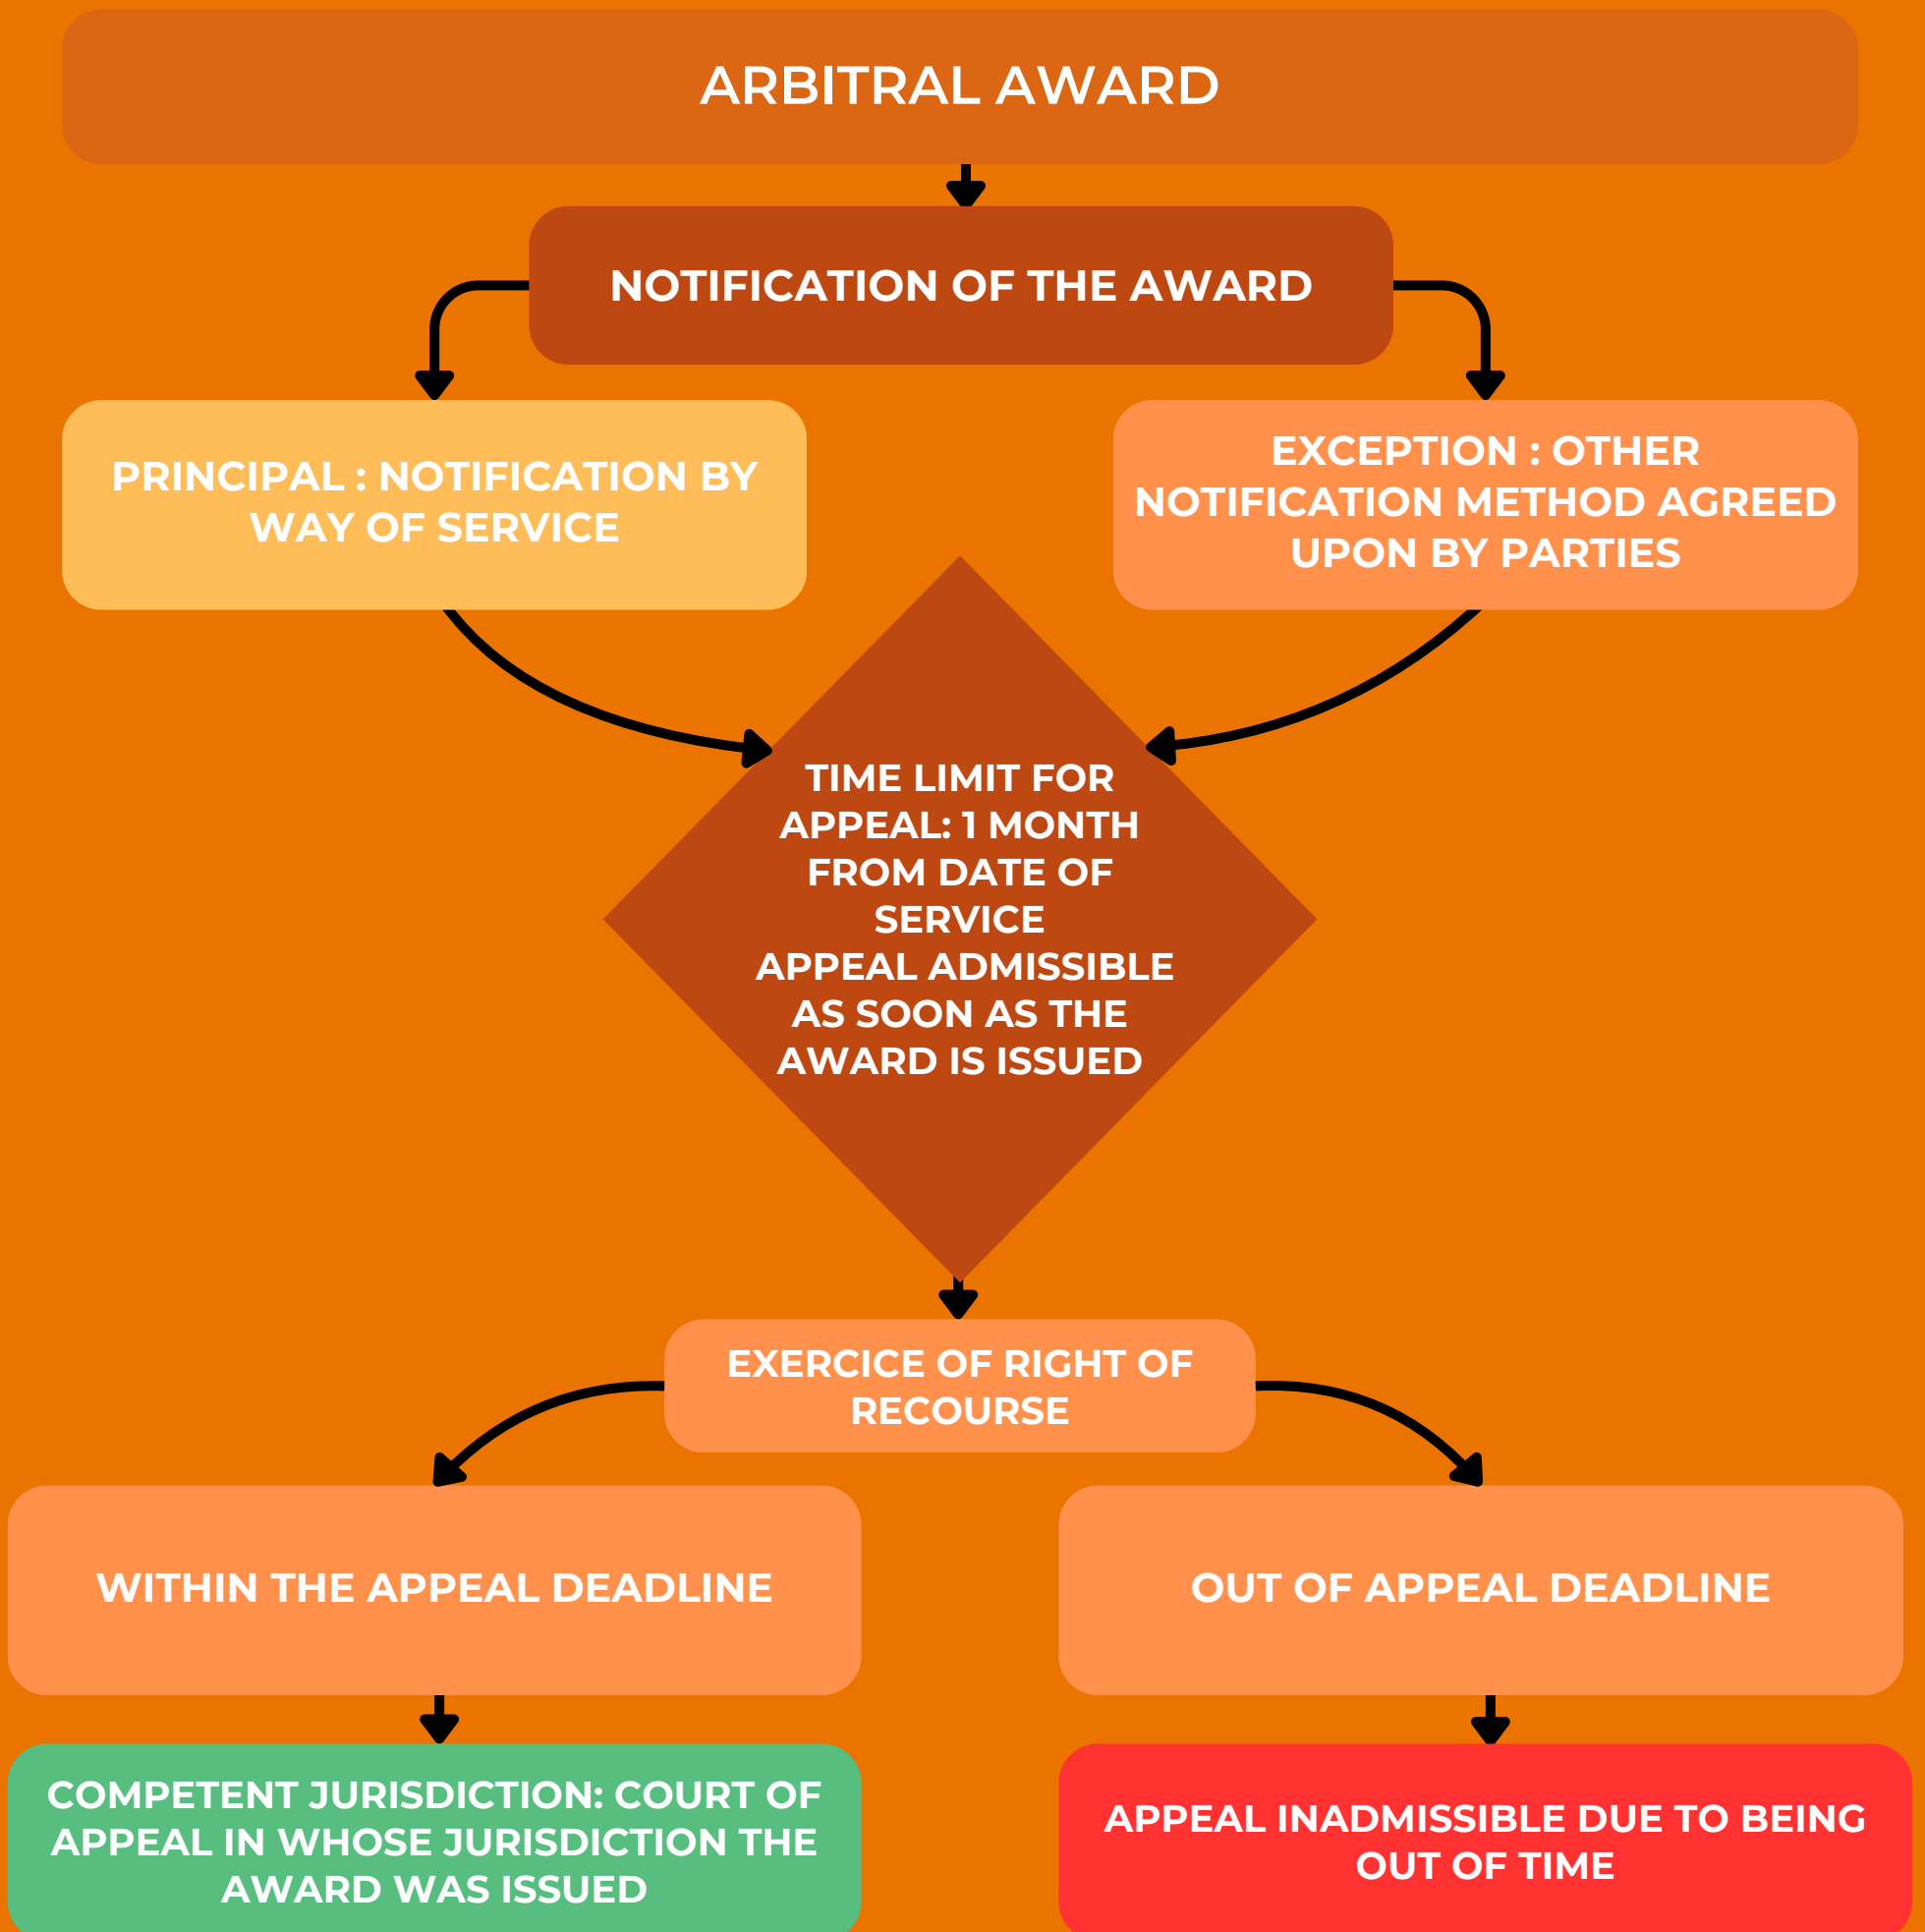 ARBITRAL AWARD
NOTIFICATION OF THE AWARD
PRINCIPAL : NOTIFICATION BY
WAY OF SERVICE
EXCEPTION : OTHER
NOTIFICATION METHOD AGREED
UPON BY PARTIES
TIME LIMIT FOR
APPEAL: 1 MONTH
FROM DATE OF
SERVICE
APPEAL ADMISSIBLE
AS SOON AS THE
AWARD IS ISSUED
EXERCICE OF RIGHT OF
RECOURSE
WITHIN THE APPEAL DEADLINE
OUT OF APPEAL DEADLINE
COMPETENT JURISDICTION: COURT OF
APPEAL IN WHOSE JURISDICTION THE
AWARD WAS ISSUED
APPEAL INADMISSIBLE DUE TO BEING
OUT OF TIME